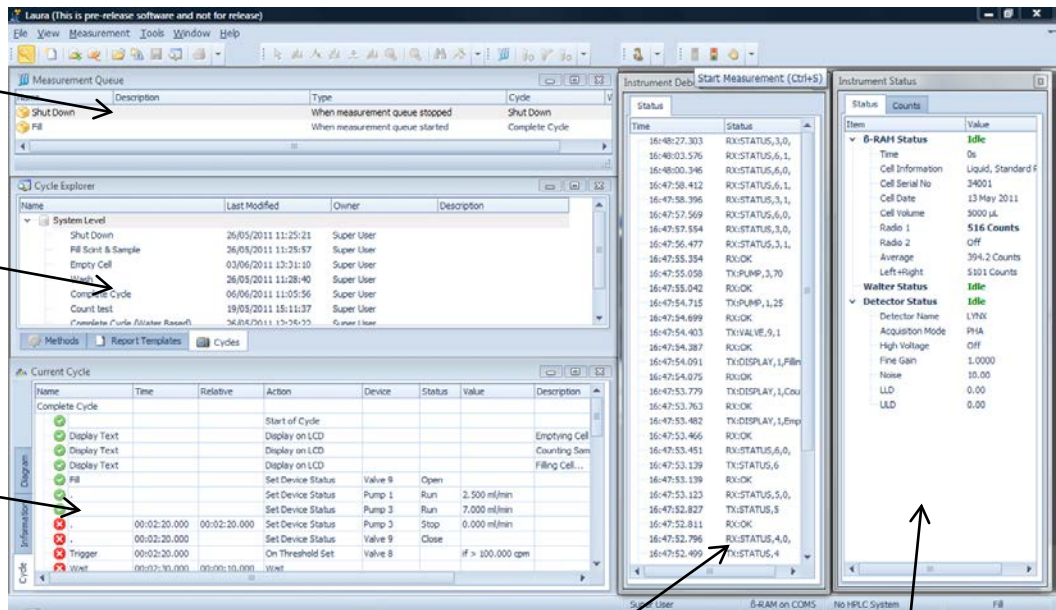 Laura (This is pre-release software and not for release)
File View Measurement Tools Window Help
Start Measurement (Ctrl+S)
Measurement Queue
Name Description Type Cycle
Shut Down When measurement queue stopped Shut Down
Fill When measurement queue started Complete Cycle
Cycle Explorer
Name Last Modified Owner Description
System Level
Shut Down 26/05/2011 11:25:21 Super User
Fill Scint & Sample 26/05/2011 11:25:57 Super User
Empty Cell 03/06/2011 13:31:10 Super User
Wash 26/05/2011 11:28:40 Super User
Complete Cycle 06/06/2011 11:05:56 Super User
Count test 19/05/2011 15:11:37 Super User
Complete Cycle (Water Based) 26/05/2011 12:25:22 Super User
Methods Report Templates Cycles
Current Cycle
Name Time Relative Action Device Status Value Description
Complete Cycle
Start of Cycle
Display Text Display on LCD Emptying Cell
Display Text Display on LCD Counting Sam
Display Text Display on LCD Filling Cell...
Fill Set Device Status Valve 9 Open
. Set Device Status Pump 1 Run 2.500 ml/min
Set Device Status Pump 3 Run 7.000 ml/min
. 00:02:20.000 00:02:20.000 Set Device Status Pump 3 Stop 0.000 ml/min
. 00:02:20.000 Set Device Status Valve 9 Close
Trigger 00:02:20.000 On Threshold Set Valve 8 if > 100.000 cpm
Wait 00:02:30.000 00:00:10.000 Wait
Diagram
Information
Cycle
Instrument Deb
Status
Time Status
16:48:27.303 RX:STATUS,3,0,
16:48:03.576 RX:STATUS,6,1,
16:48:00.346 RX:STATUS,6,0,
16:47:58.412 RX:STATUS,6,1,
16:47:58.396 RX:STATUS,3,1,
16:47:57.569 RX:STATUS,6,0,
16:47:57.554 RX:STATUS,3,0,
16:47:56.477 RX:STATUS,3,1,
16:47:55.354 RX:OK
16:47:55.058 TX:PUMP,3,70
16:47:55.042 RX:OK
16:47:54.715 TX:PUMP,1,25
16:47:54.699 RX:OK
16:47:54.403 TX:VALVE,9,1
16:47:54.387 RX:OK
16:47:54.091 TX:DISPLAY,1,Fillin
16:47:54.075 RX:OK
16:47:53.779 TX:DISPLAY,1,Cou
16:47:53.763 RX:OK
16:47:53.482 TX:DISPLAY,1,Emp
16:47:53.466 RX:OK
16:47:53.451 RX:STATUS,6,0,
16:47:53.139 TX:STATUS,6
16:47:53.139 RX:OK
16:47:53.123 RX:STATUS,5,0,
16:47:52.827 TX:STATUS,5
16:47:52.811 RX:OK
16:47:52.796 RX:STATUS,4,0,
16:47:52.499 TX:STATUS,4
Instrument Status
Status Counts
Item Value
ß-RAM Status Idle
Time 0s
Cell Information Liquid, Standard F
Cell Serial No 34001
Cell Date 13 May 2011
Cell Volume 5000 µL
Radio 1 516 Counts
Radio 2 Off
Average 394.2 Counts
Left+Right 5101 Counts
Walter Status Idle
Detector Status Idle
Detector Name LYNX
Acquisition Mode PHA
High Voltage Off
Fine Gain 1.0000
Noise 10.00
LLD 0.00
ULD 0.00
Super User ß-RAM on COM5 No HPLC System Fill